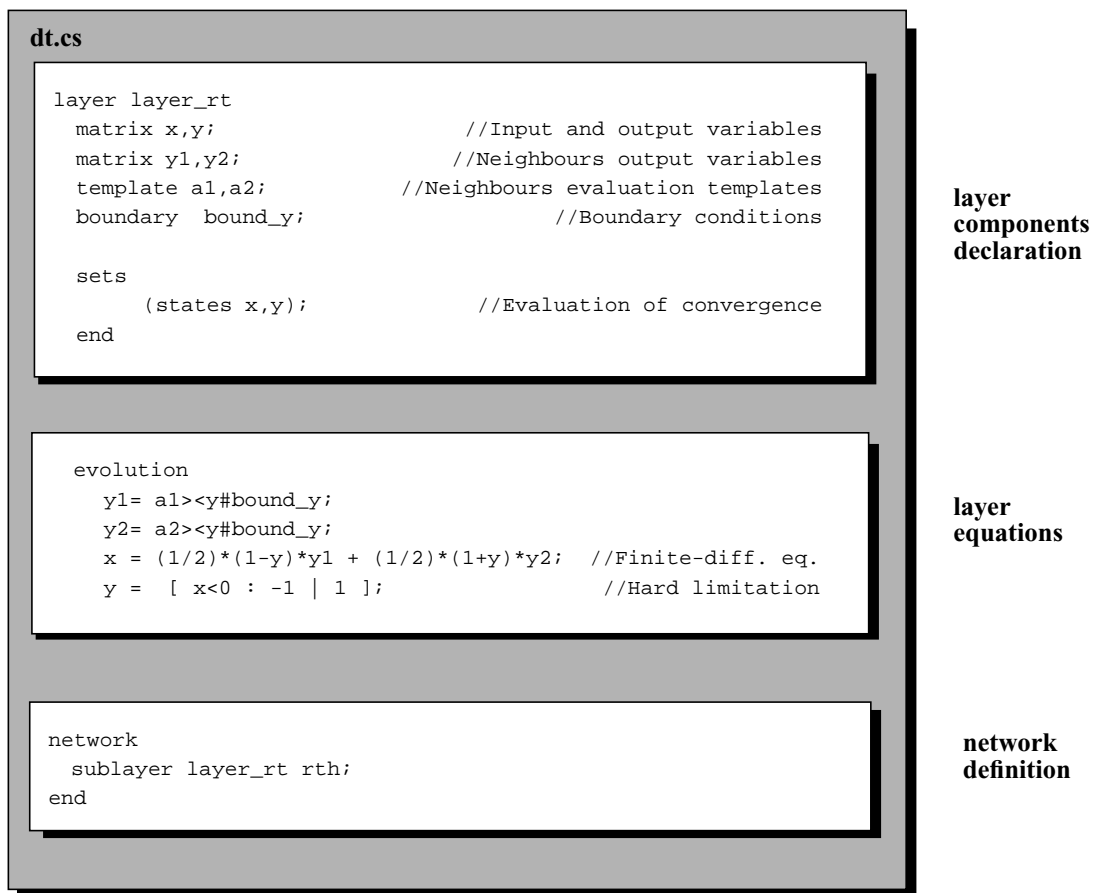 dt.cs
layer layer_rt
matrix x,y; //Input and output variables
matrix y1,y2; //Neighbours output variables
template a1,a2; //Neighbours evaluation templates
boundary bound_y; //Boundary conditions
sets
(states x,y); //Evaluation of convergence
end
layer
components
declaration
evolution
y1= a1><y#bound_y;
y2= a2><y#bound_y;
x = (1/2)*(1-y)*y1 + (1/2)*(1+y)*y2; //Finite-diff. eq.
y = [ x<0 : -1 | 1 ]; //Hard limitation
layer
equations
network
sublayer layer_rt rth;
end
network
definition